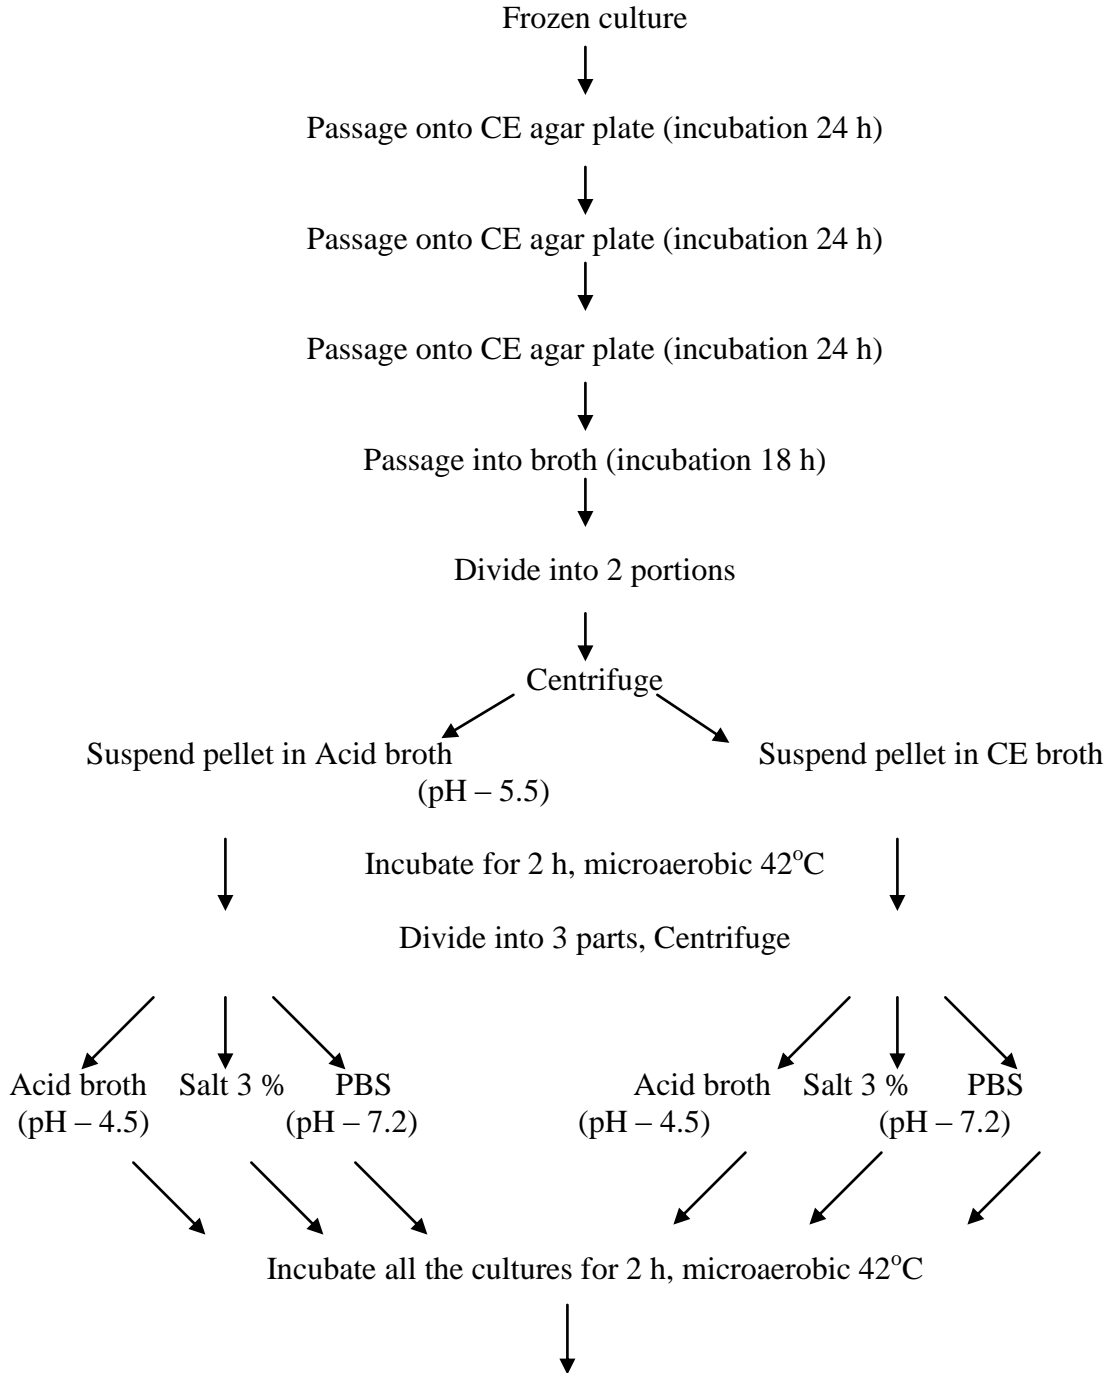 Frozen culture
Passage onto CE agar plate (incubation 24 h)
Passage onto CE agar plate (incubation 24 h)
Passage onto CE agar plate (incubation 24 h)
Passage into broth (incubation 18 h)
Divide into 2 portions
Centrifuge
Suspend pellet in Acid broth
(pH – 5.5)
Suspend pellet in CE broth
Incubate for 2 h, microaerobic 42°C
Divide into 3 parts, Centrifuge
Acid broth Salt 3 % PBS
(pH – 4.5) (pH – 7.2)
Acid broth Salt 3 % PBS
(pH – 4.5) (pH – 7.2)
Incubate all the cultures for 2 h, microaerobic 42°C